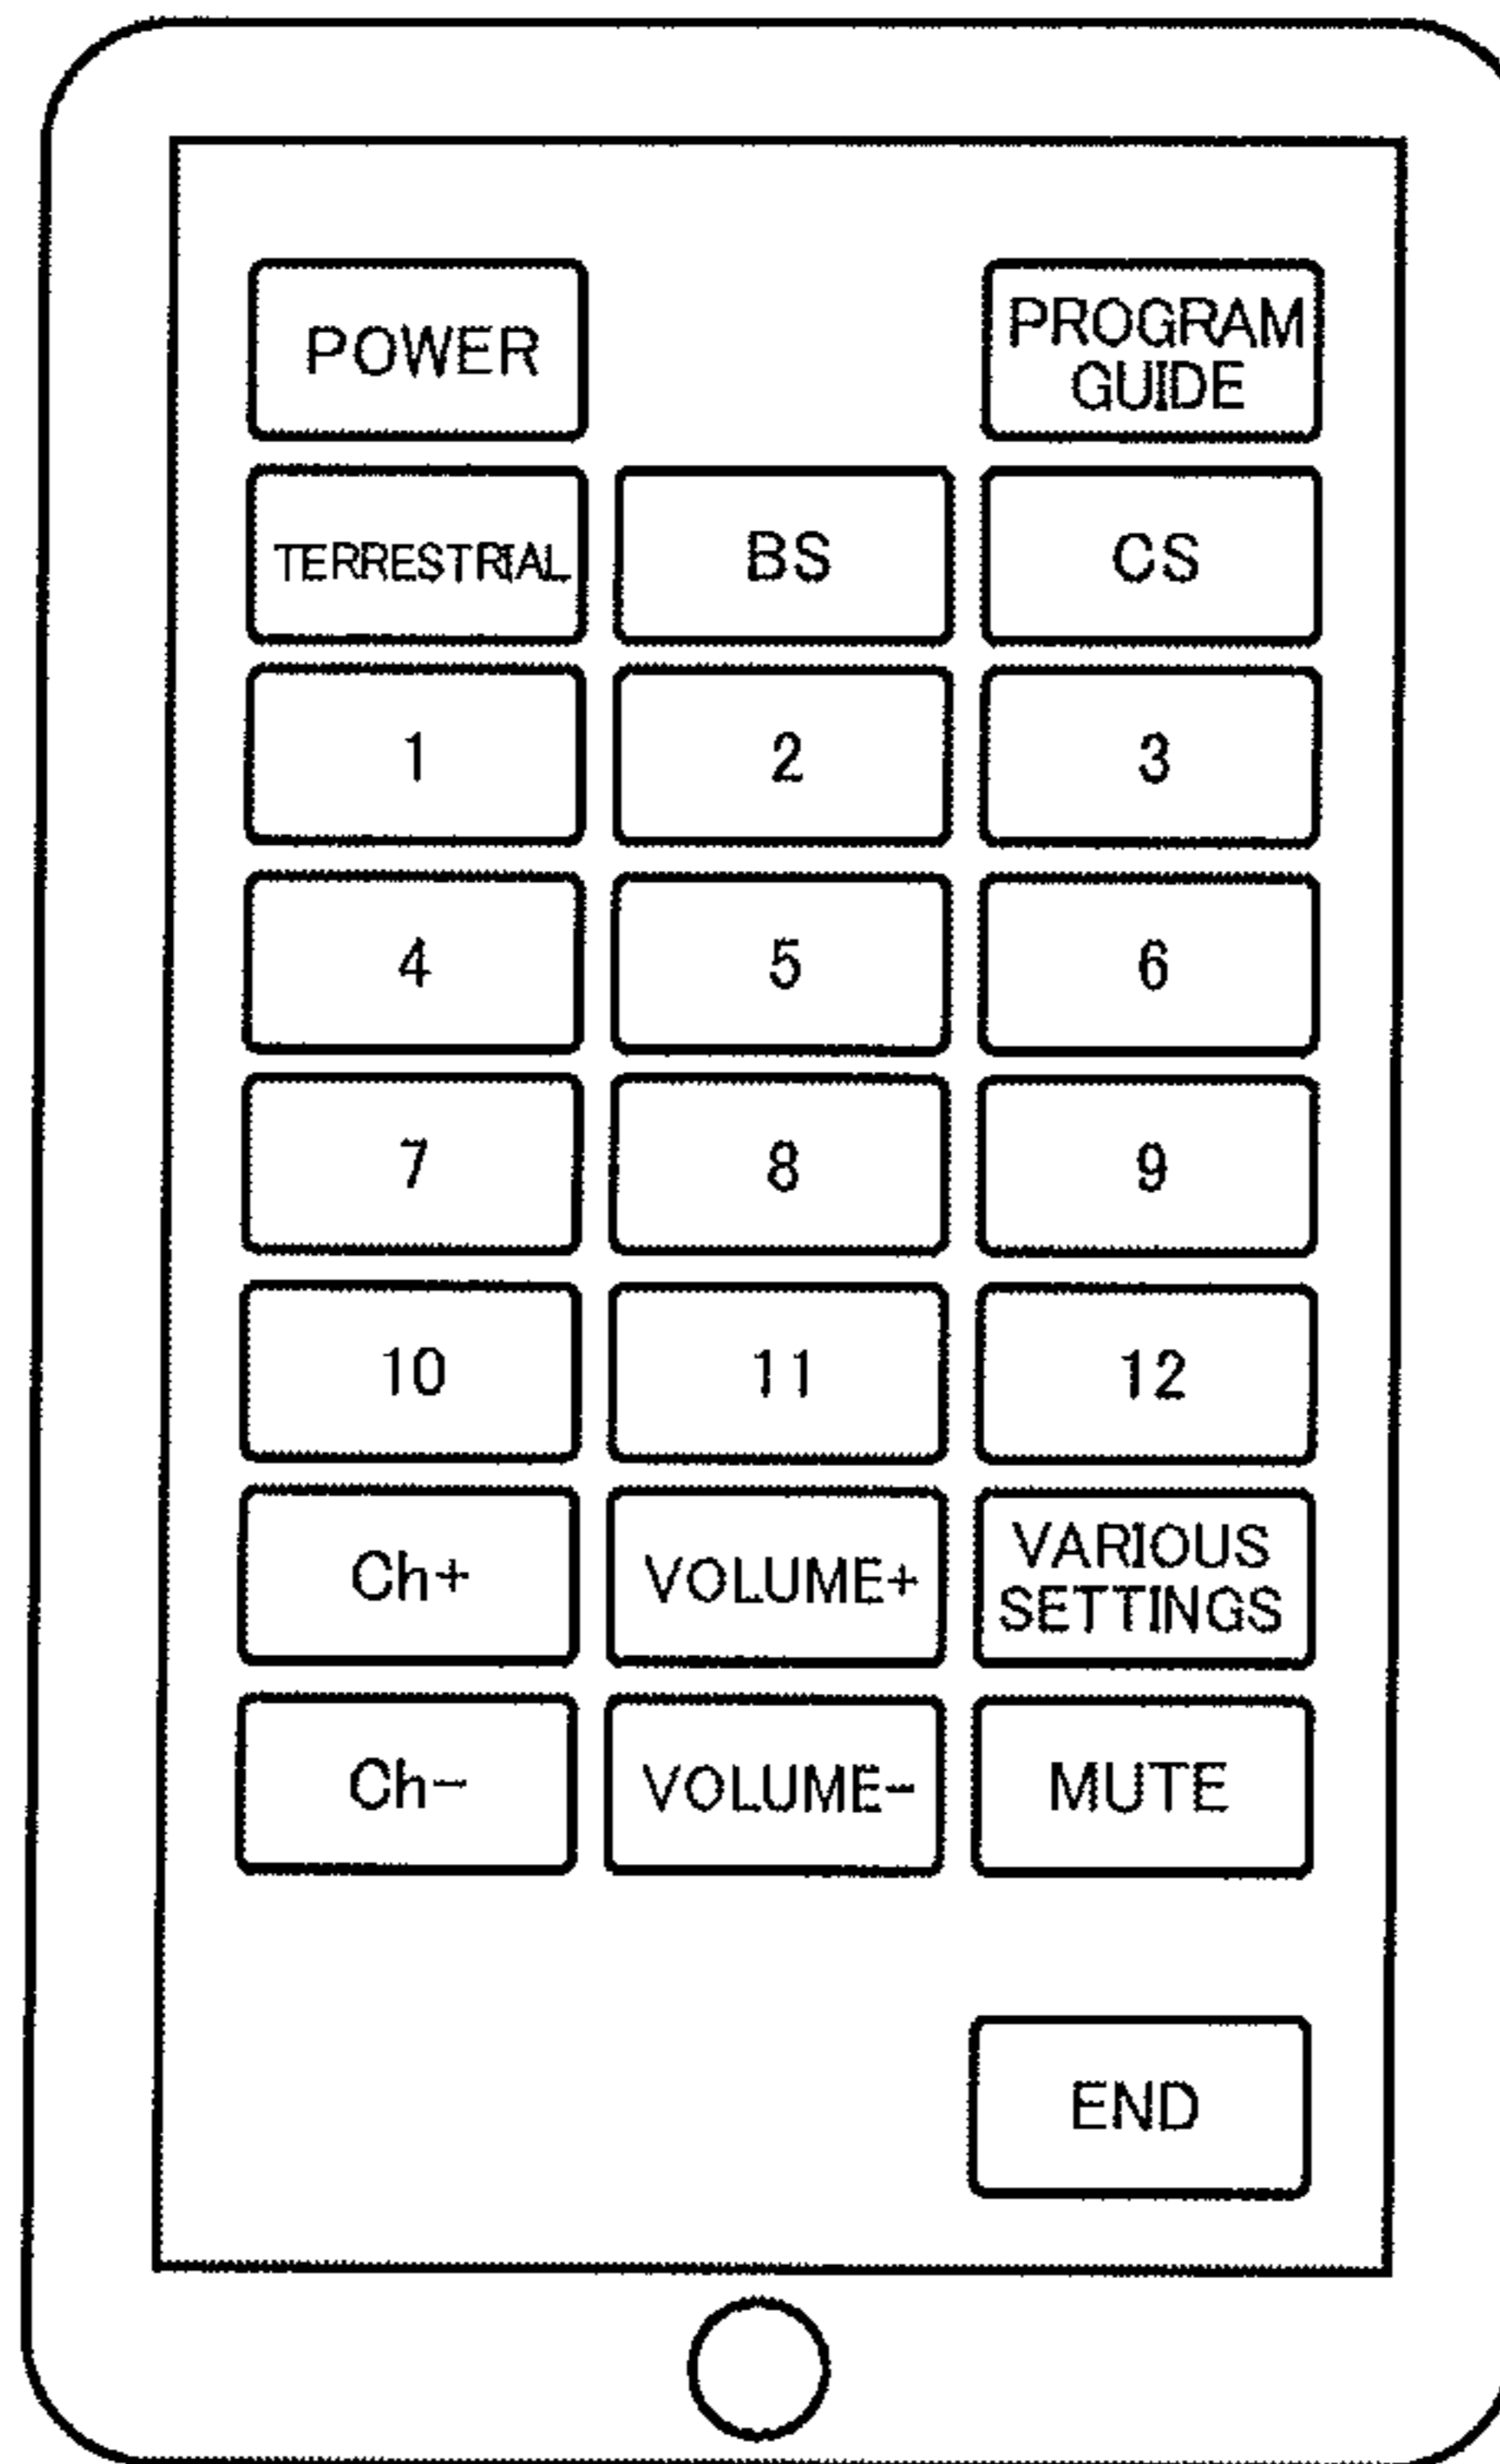 POWER
PROGRAM
GUIDE
TERRESTRIAL
BS
CS
1
2
3
4
5
6
7
8
9
10
11
12
Ch+
VOLUME+
VARIOUS
SETTINGS
Ch-
VOLUME-
MUTE
END